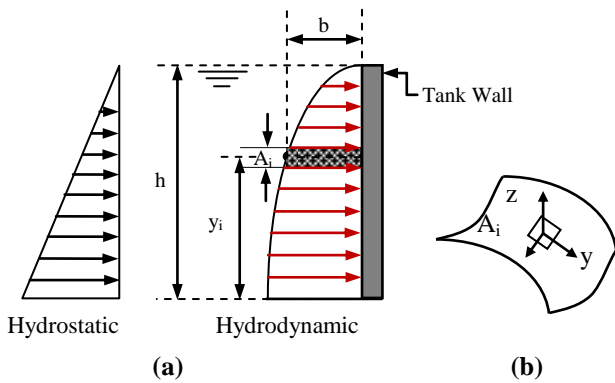 b
Tank Wall
A_i
h
y_i
z
A_i
y
Hydrostatic
Hydrodynamic
(a)
(b)